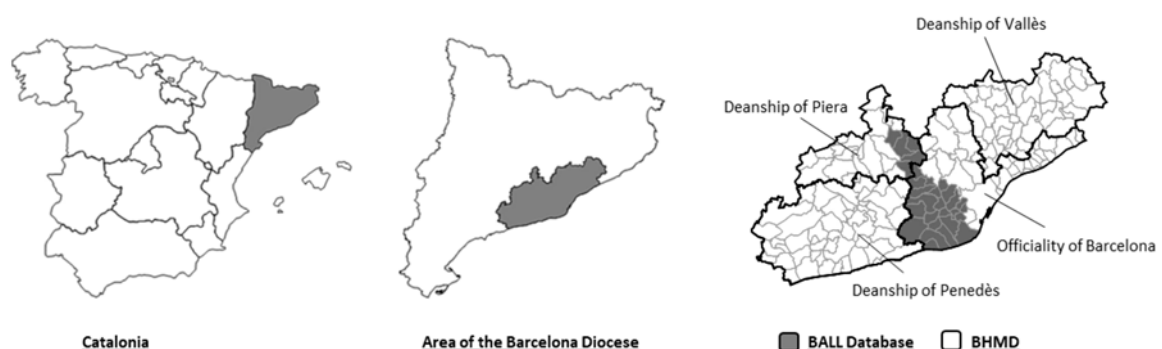 Deanship of Vallès
Deanship of Piera
Officiality of Barcelona
Deanship of Penedès
Catalonia
Area of the Barcelona Diocese
BALL Database
BHMD